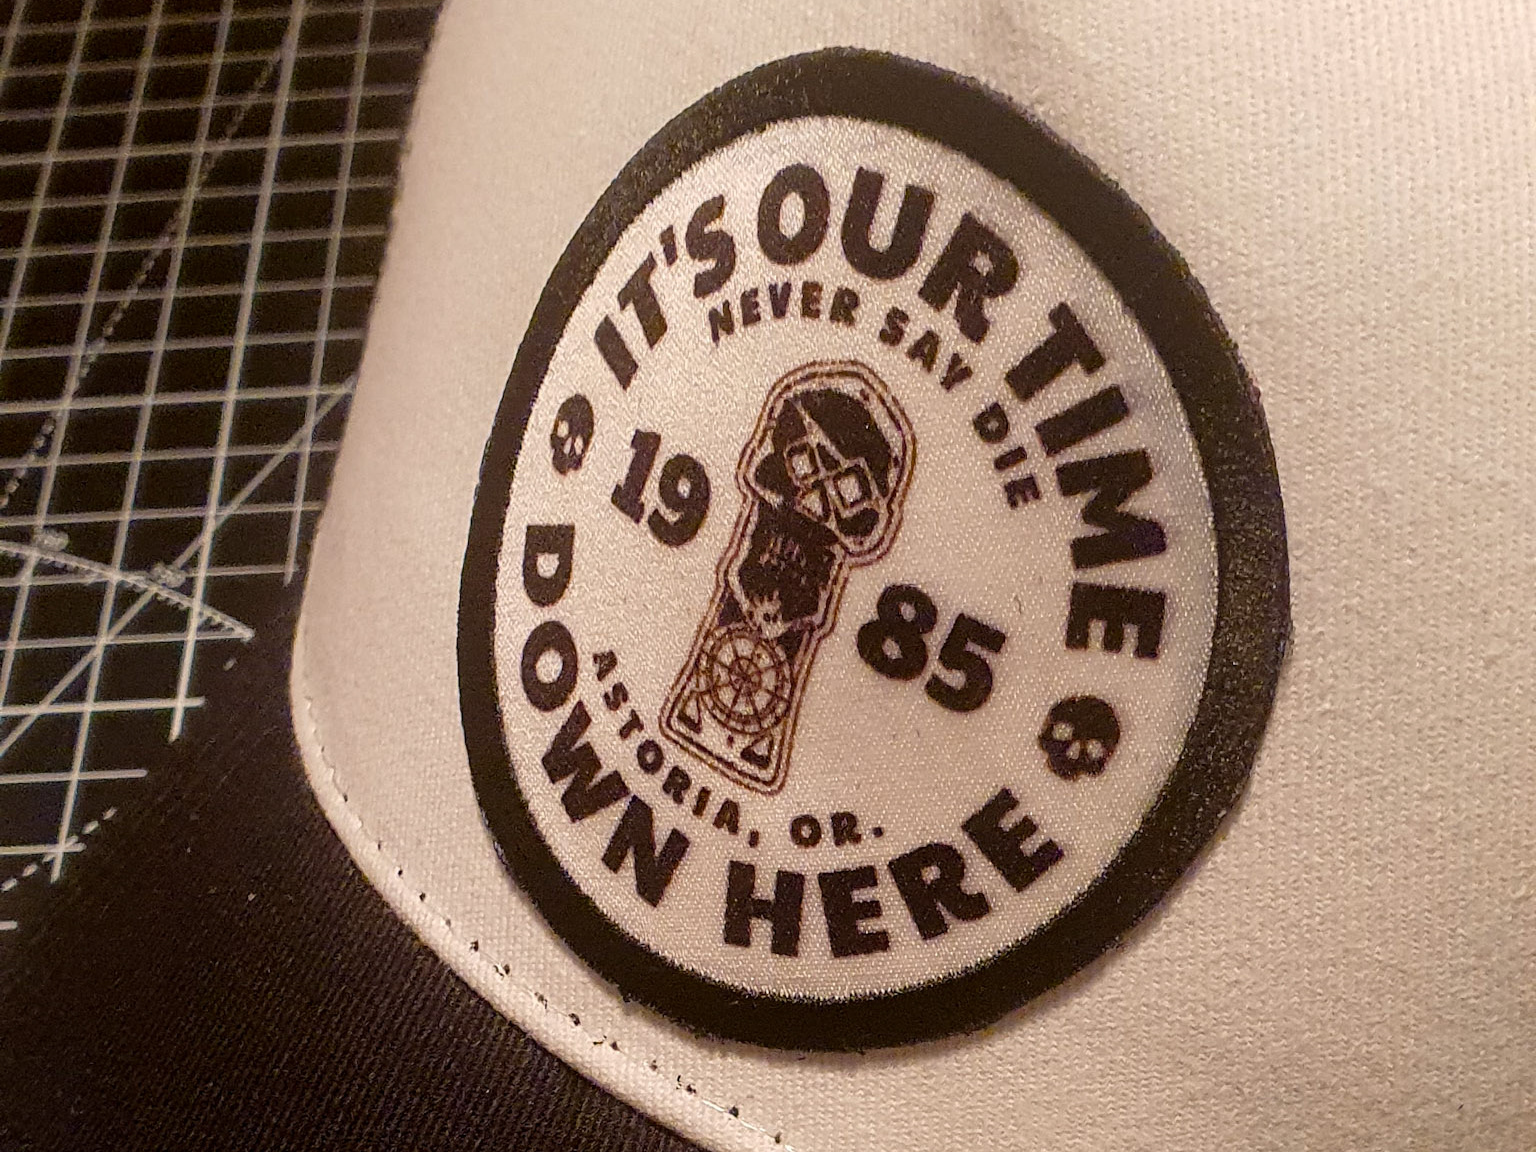 IT'S OUR TIME
NEVER SAY DIE
19 85
ASTORIA, OR.
DOWN HERE